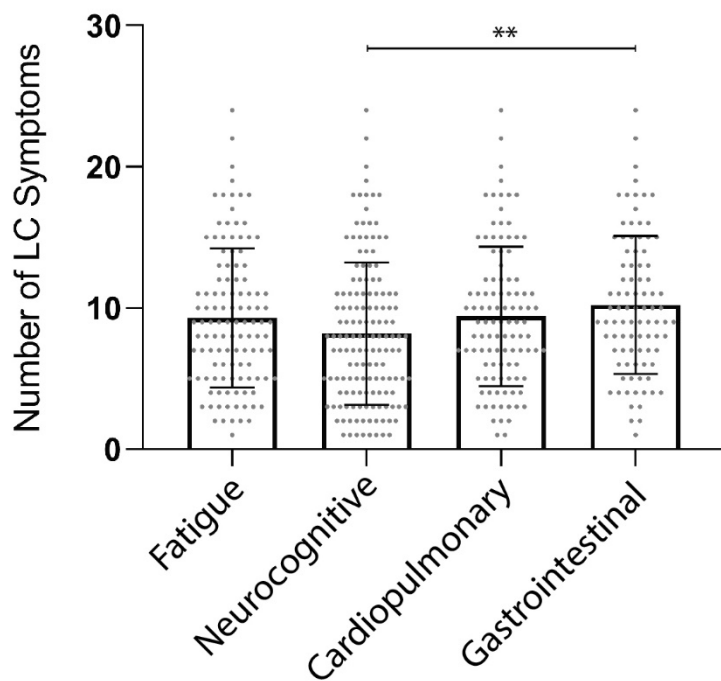 Number of LC Symptoms
30
20
10
0
**
Fatigue
Neurocognitive
Cardiopulmonary
Gastrointestinal